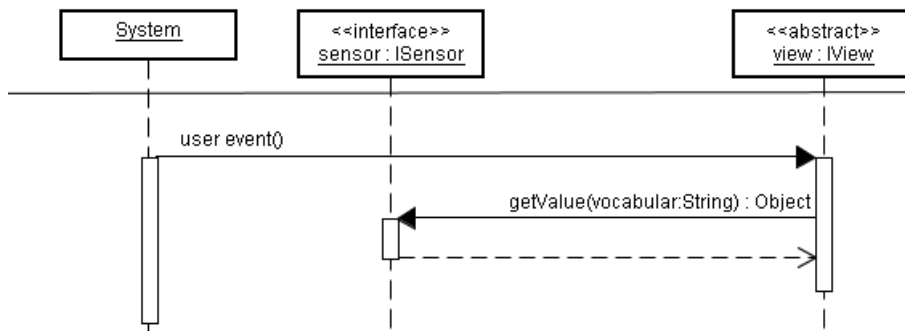 System
<<interface>>
sensor : ISensor
<<abstract>>
view : IView
user event()
getValue(vocabular:String) : Object